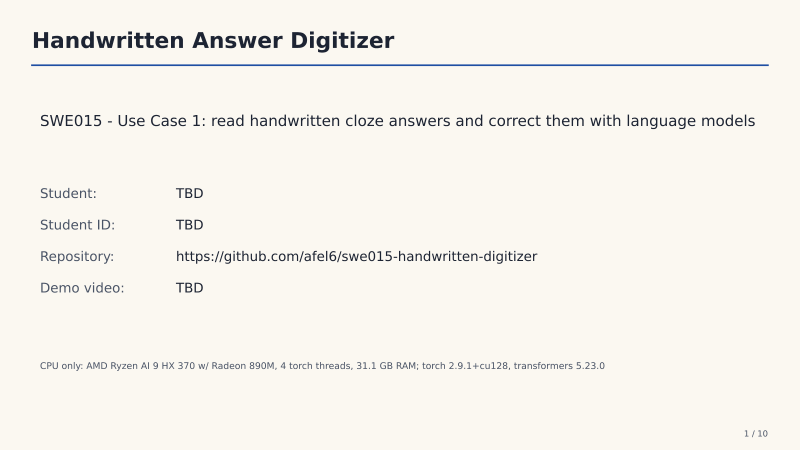 Handwritten Answer Digitizer
SWE015 - Use Case 1: read handwritten cloze answers and correct them with language models
Student: TBD
Student ID: TBD
Repository: https://github.com/afel6/swe015-handwritten-digitizer
Demo video: TBD
CPU only: AMD Ryzen AI 9 HX 370 w/ Radeon 890M, 4 torch threads, 31.1 GB RAM; torch 2.9.1+cu128, transformers 5.23.0
1 / 10